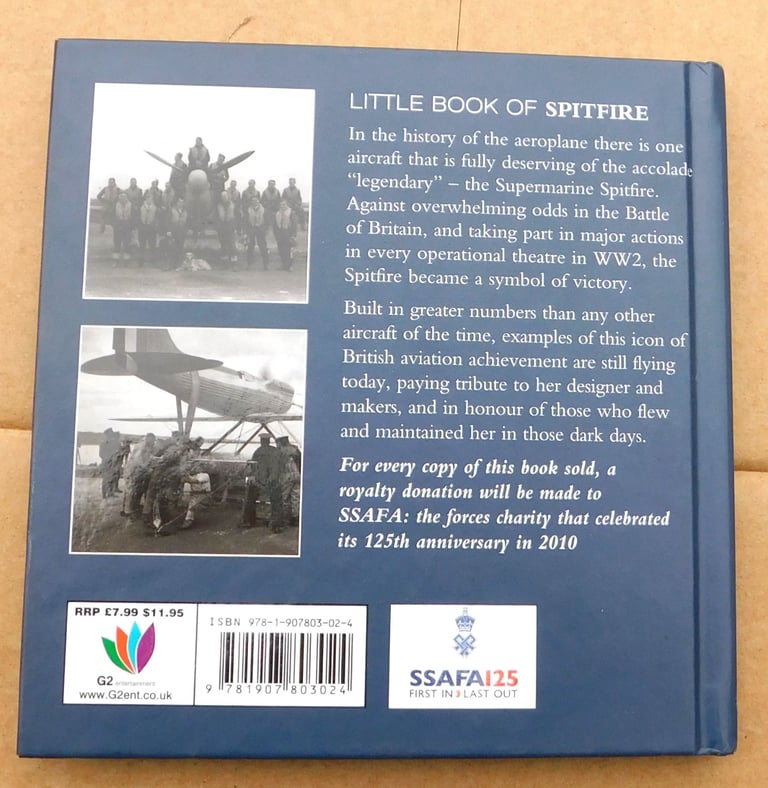 LITTLE BOOK OF SPITFIRE
In the history of the aeroplane there is one
aircraft that is fully deserving of the accolade
“legendary” – the Supermarine Spitfire.
Against overwhelming odds in the Battle
of Britain, and taking part in major actions
in every operational theatre in WW2, the
Spitfire became a symbol of victory.
Built in greater numbers than any other
aircraft of the time, examples of this icon of
British aviation achievement are still flying
today, paying tribute to her designer and
makers, and in honour of those who flew
and maintained her in those dark days.
For every copy of this book sold, a
royalty donation will be made to
SSAFA: the forces charity that celebrated
its 125th anniversary in 2010
RRP £7.99 $11.95
G2 entertainment
www.G2ent.co.uk
ISBN 978-1-907803-02-4
9 781907 803024
SSAFA125
FIRST IN LAST OUT